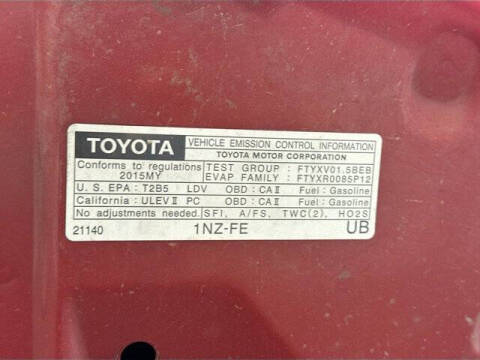 TOYOTA VEHICLE EMISSION CONTROL INFORMATION
TOYOTA MOTOR CORPORATION
Conforms to regulations TEST GROUP : FTYXV01.5BEB
2015MY EVAP FAMILY : FTYXR0085P12
U.S. EPA : T2B5 LDV OBD : CAⅡ Fuel : Gasoline
California : ULEVⅡ PC OBD : CAⅡ Fuel : Gasoline
No adjustments needed. SFI, A/FS, TWC(2), HO2S
21140 1NZ-FE UB